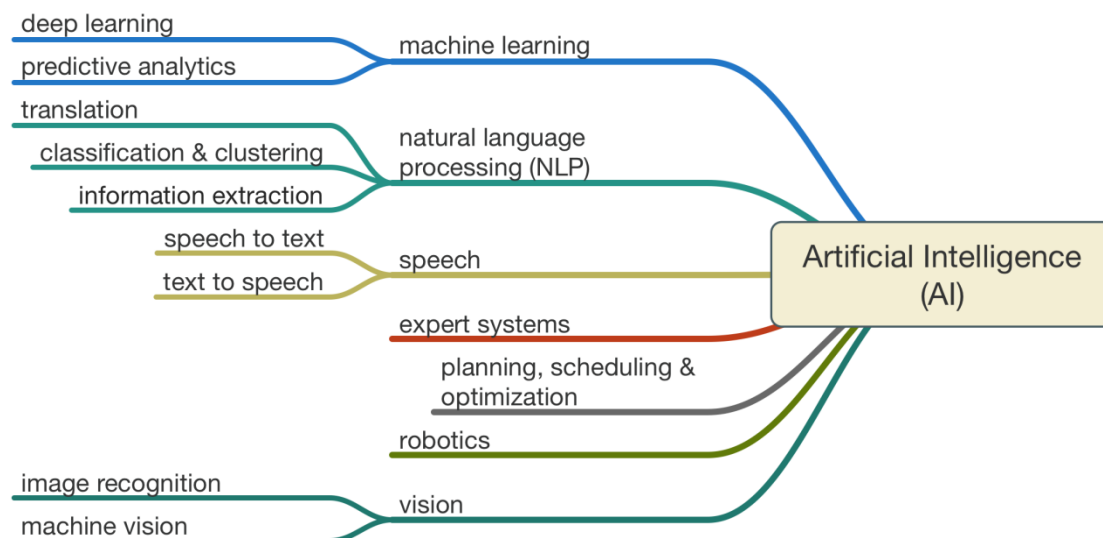 deep learning
predictive analytics
machine learning
translation
classification & clustering
information extraction
natural language
processing (NLP)
speech to text
text to speech
speech
expert systems
planning, scheduling &
optimization
robotics
image recognition
machine vision
vision
Artificial Intelligence
(AI)